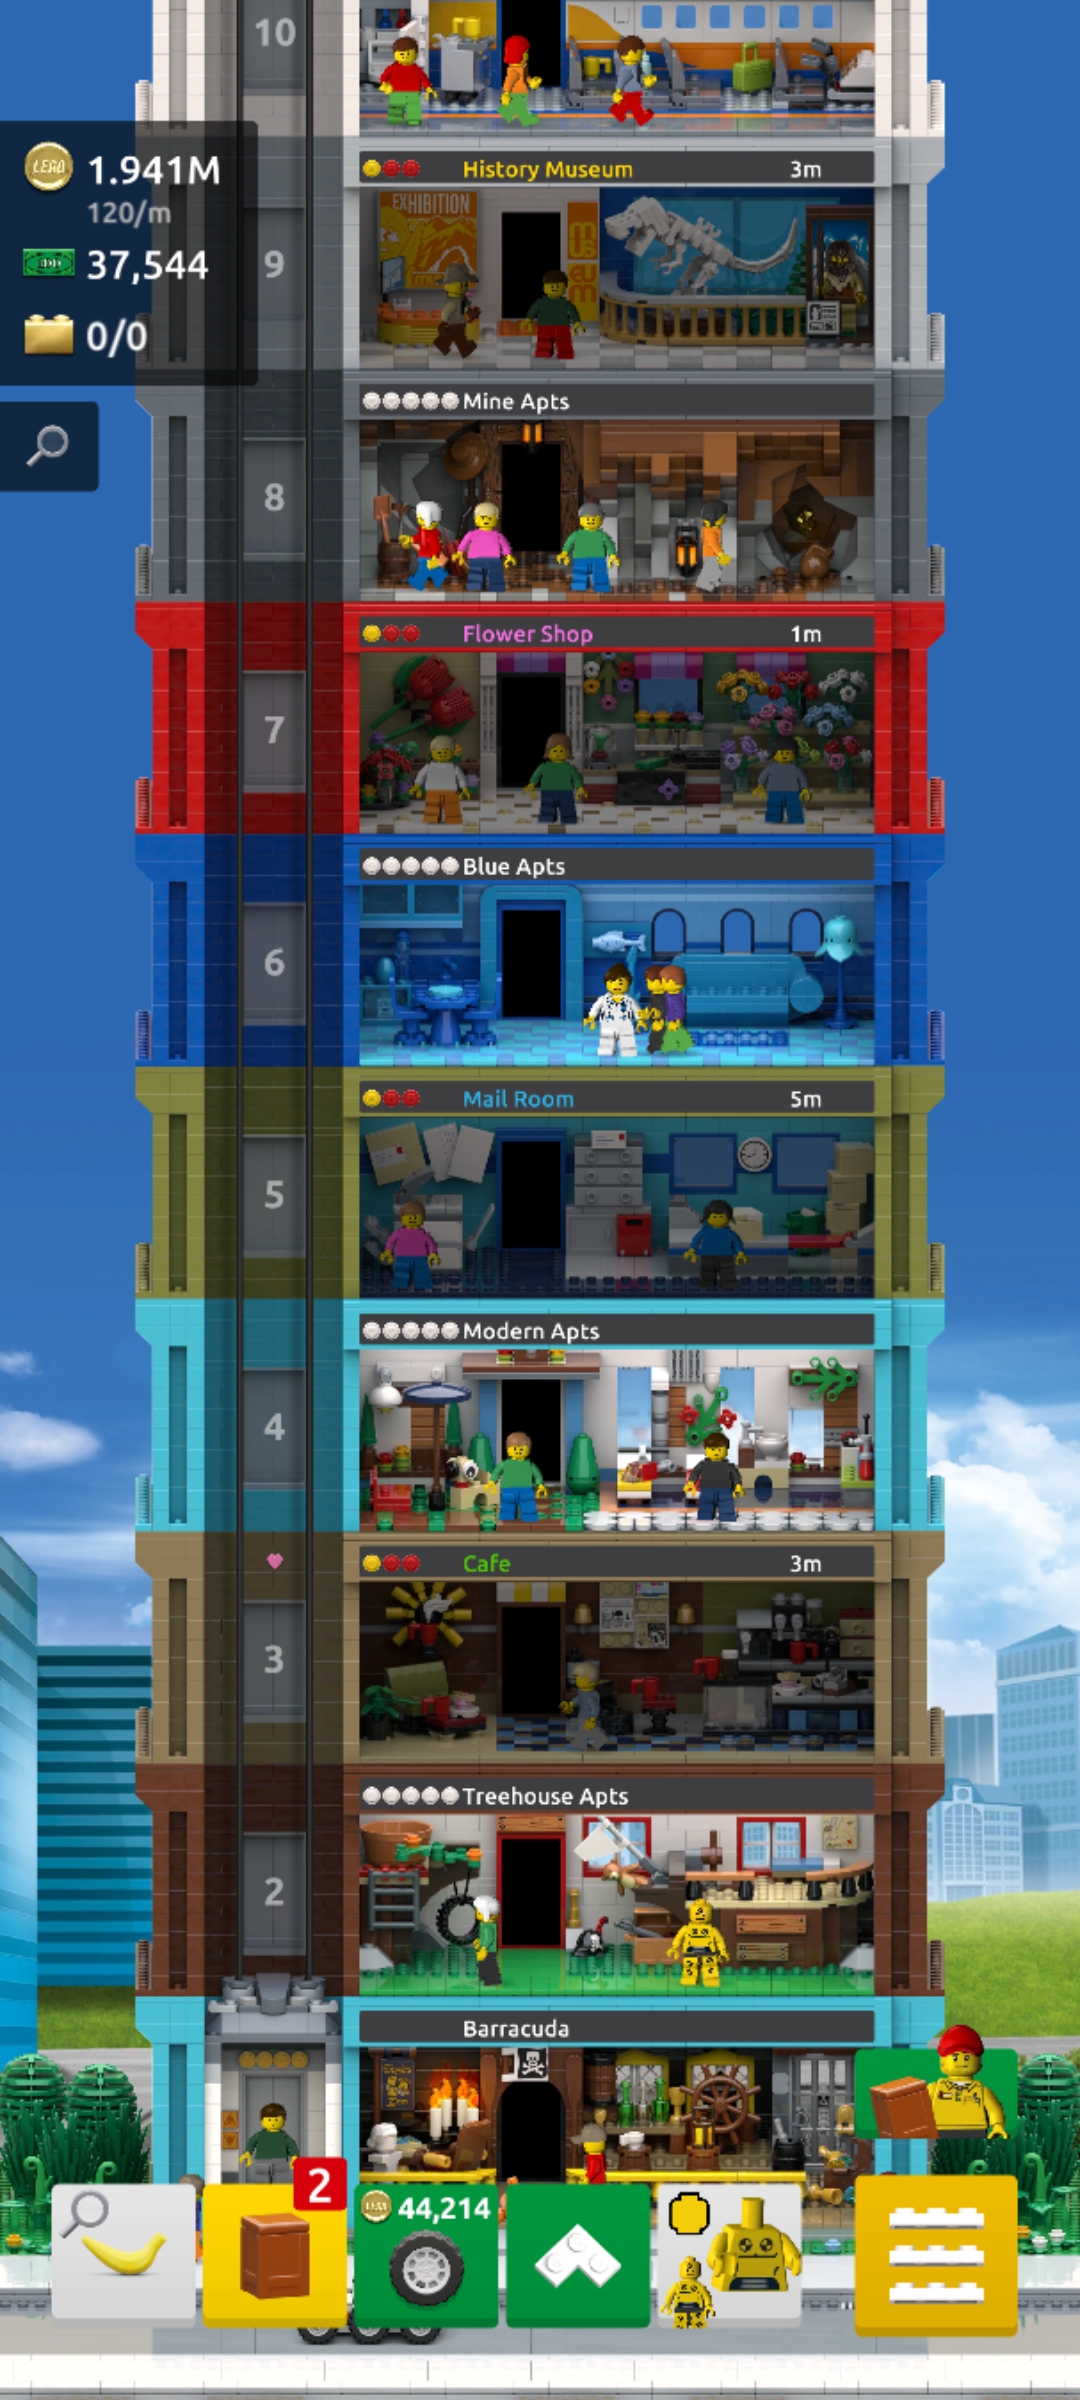 10
LEGO
1.941M
120/m
37,544
0/0
History Museum 3m
EXHIBITION
9
Mine Apts
8
Flower Shop 1m
7
Blue Apts
6
Mail Room 5m
5
Modern Apts
4
Cafe 3m
3
Treehouse Apts
2
Barracuda
2
44,214